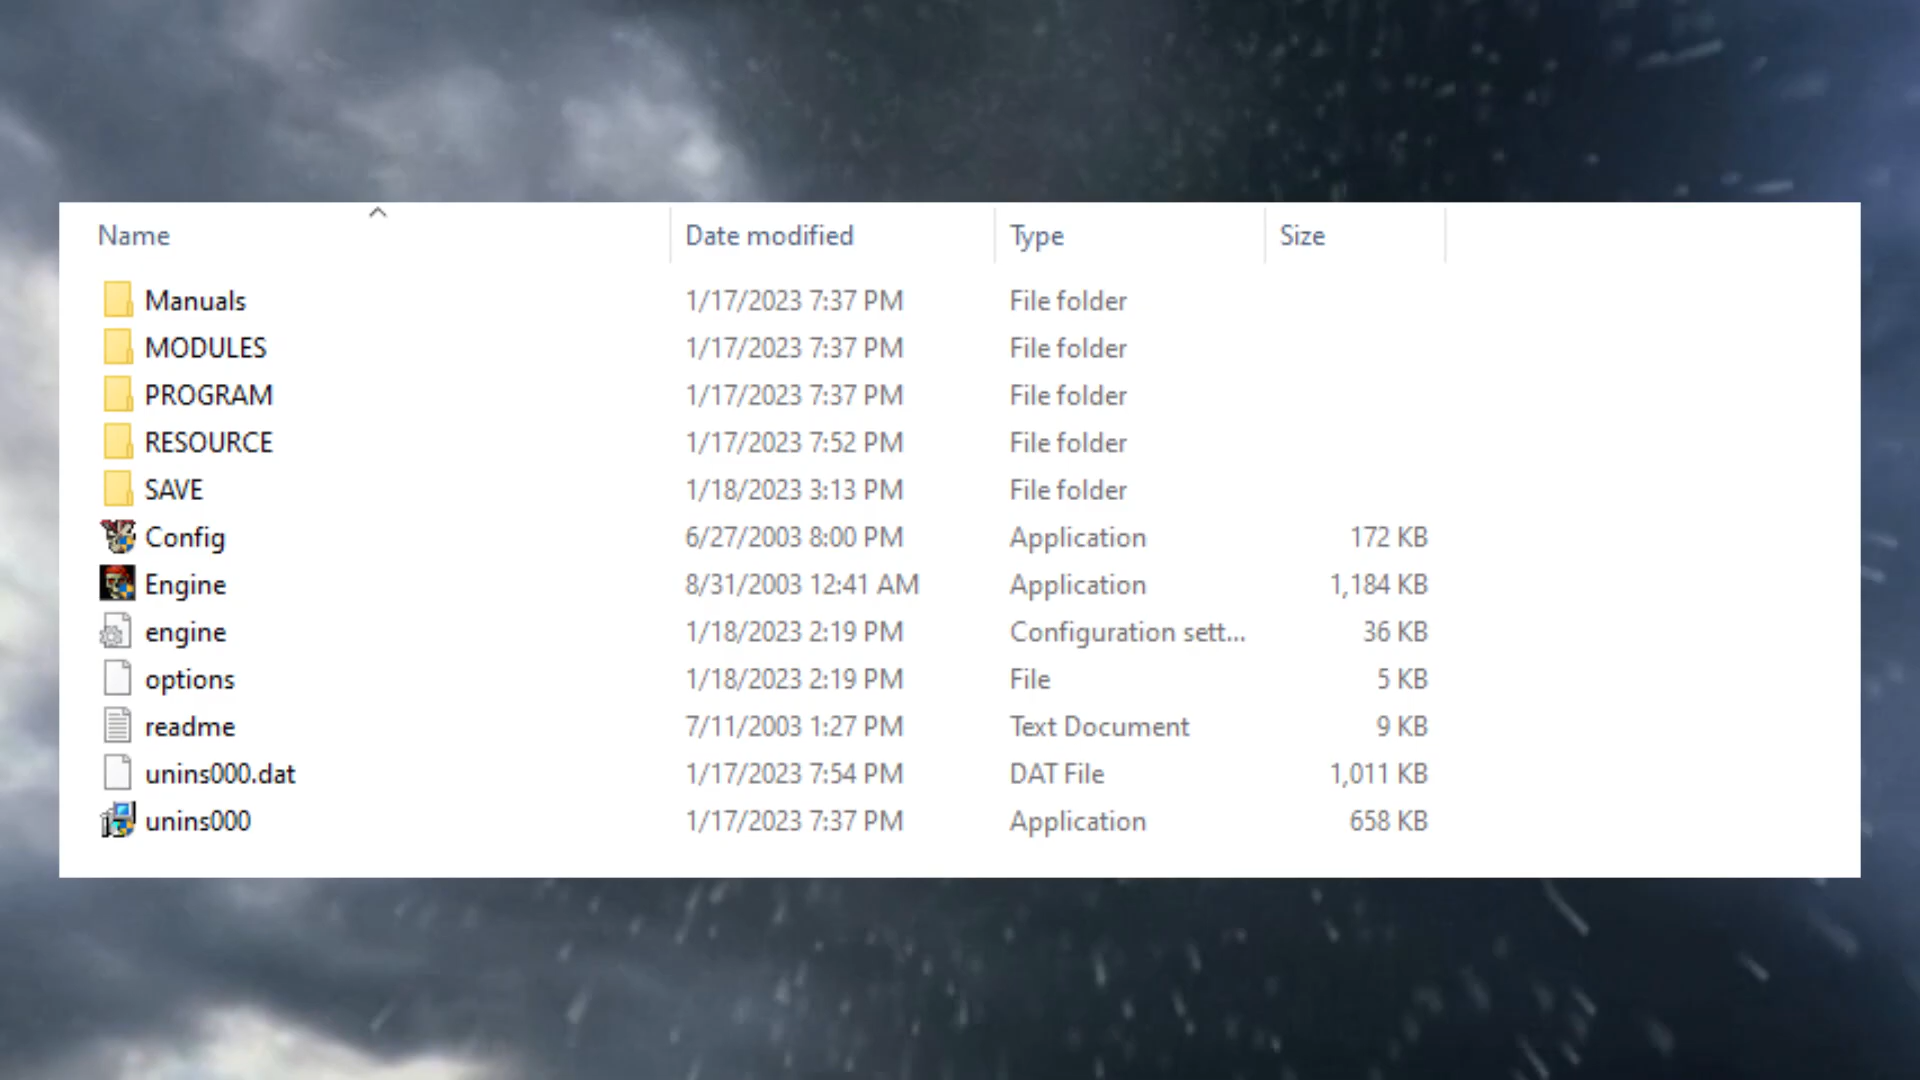 Name Date modified Type Size
Manuals 1/17/2023 7:37 PM File folder
MODULES 1/17/2023 7:37 PM File folder
PROGRAM 1/17/2023 7:37 PM File folder
RESOURCE 1/17/2023 7:52 PM File folder
SAVE 1/18/2023 3:13 PM File folder
Config 6/27/2003 8:00 PM Application 172 KB
Engine 8/31/2003 12:41 AM Application 1,184 KB
engine 1/18/2023 2:19 PM Configuration sett... 36 KB
options 1/18/2023 2:19 PM File 5 KB
readme 7/11/2003 1:27 PM Text Document 9 KB
unins000.dat 1/17/2023 7:54 PM DAT File 1,011 KB
unins000 1/17/2023 7:37 PM Application 658 KB